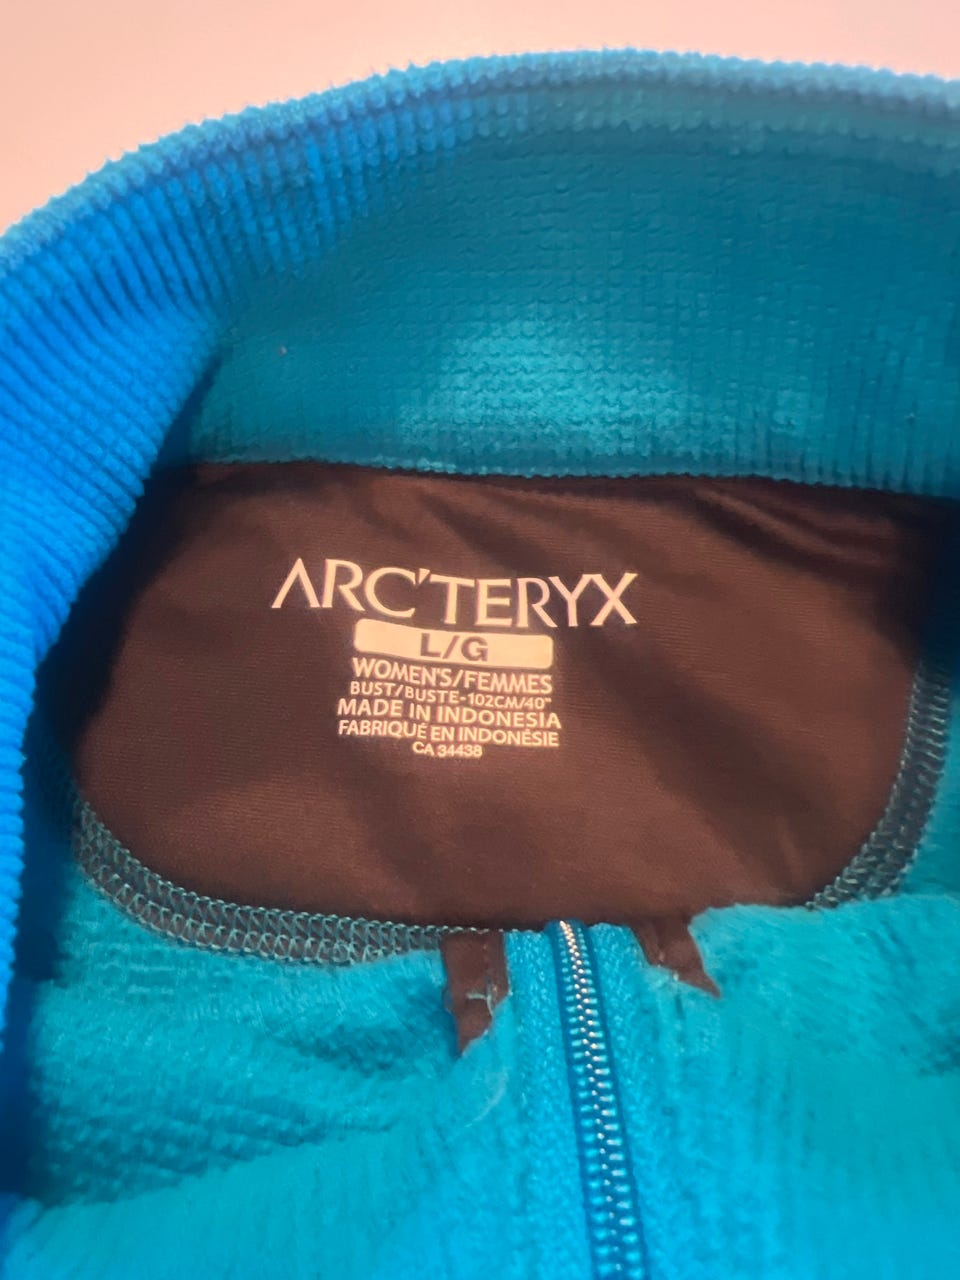 ARC'TERYX
L/G
WOMEN'S/FEMMES
BUST/BUSTE-102CM/40"
MADE IN INDONESIA
FABRIQUÉ EN INDONÉSIE
CA 34438